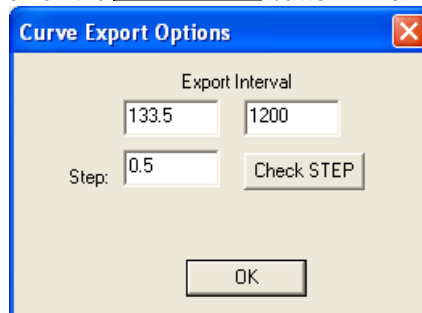 Curve Export Options
Export Interval
133.5 1200
Step: 0.5 Check STEP
OK